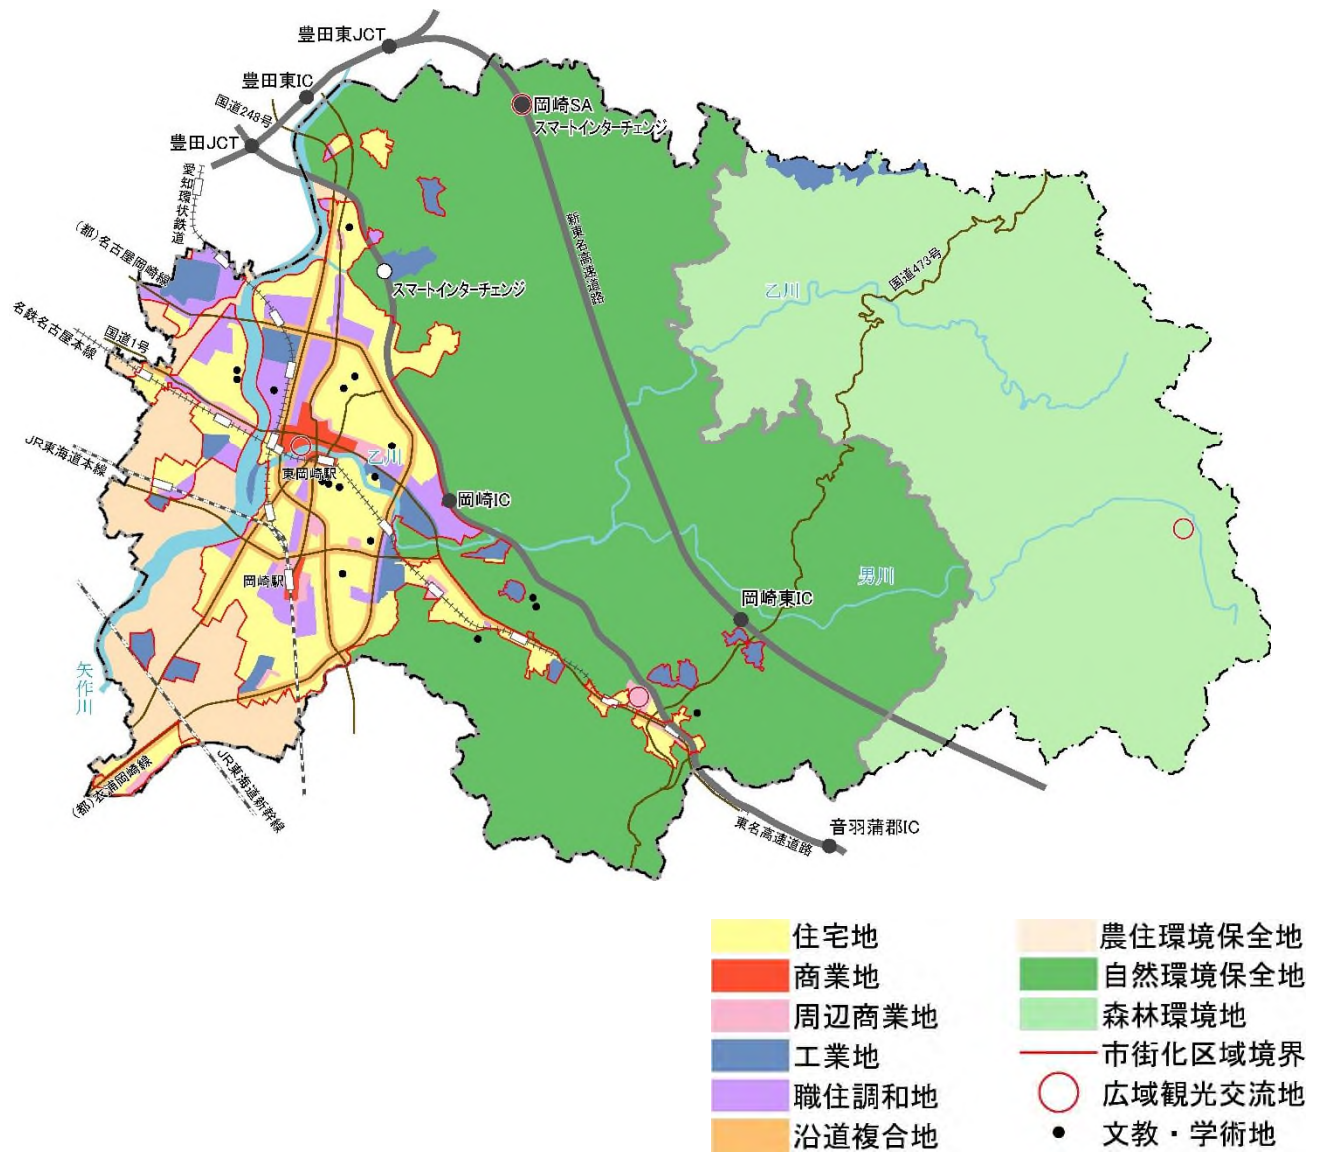 豊田東JCT
豊田東IC
国道248号
岡崎SA
スマートインターチェンジ
豊田JCT
愛知環状鉄道
新東名高速道路
(都)名古屋岡崎線
国道473号
スマートインターチェンジ
乙川
名鉄名古屋本線
国道1号
JR東海道本線
乙川
東岡崎駅
岡崎IC
岡崎駅
男川
岡崎東IC
矢作川
(都)衣浦岡崎線
JR東海道新幹線
東名高速道路
音羽蒲郡IC
住宅地
商業地
周辺商業地
工業地
職住調和地
沿道複合地
農住環境保全地
自然環境保全地
森林環境地
市街化区域境界
広域観光交流地
文教・学術地